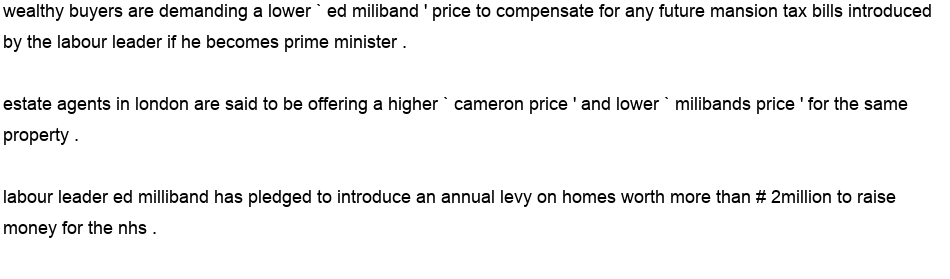 wealthy buyers are demanding a lower ` ed miliband ' price to compensate for any future mansion tax bills introduced
by the labour leader if he becomes prime minister .
estate agents in london are said to be offering a higher ` cameron price ' and lower ` milibands price ' for the same
property .
labour leader ed milliband has pledged to introduce an annual levy on homes worth more than # 2million to raise
money for the nhs .